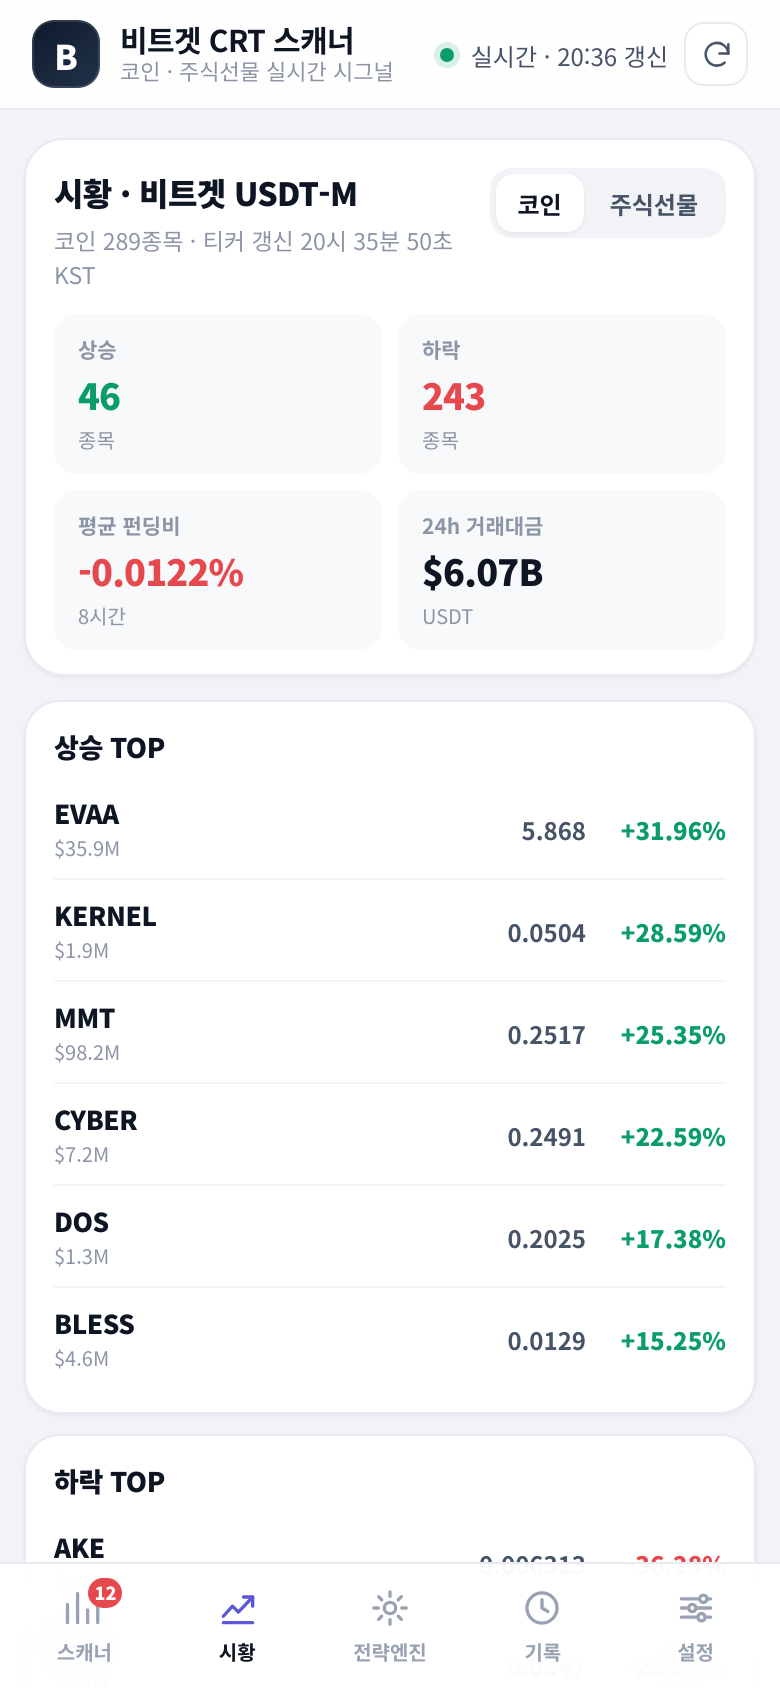 B
비트겟 CRT 스캐너
코인 · 주식선물 실시간 시그널
실시간 · 20:36 갱신
시황 · 비트겟 USDT-M
코인
주식선물
코인 289종목 · 티커 갱신 20시 35분 50초
KST
상승
46
종목
하락
243
종목
평균 펀딩비
-0.0122%
8시간
24h 거래대금
$6.07B
USDT
상승 TOP
EVAA
$35.9M
5.868
+31.96%
KERNEL
$1.9M
0.0504
+28.59%
MMT
$98.2M
0.2517
+25.35%
CYBER
$7.2M
0.2491
+22.59%
DOS
$1.3M
0.2025
+17.38%
BLESS
$4.6M
0.0129
+15.25%
하락 TOP
AKE
12
스캐너
시황
전략엔진
기록
설정